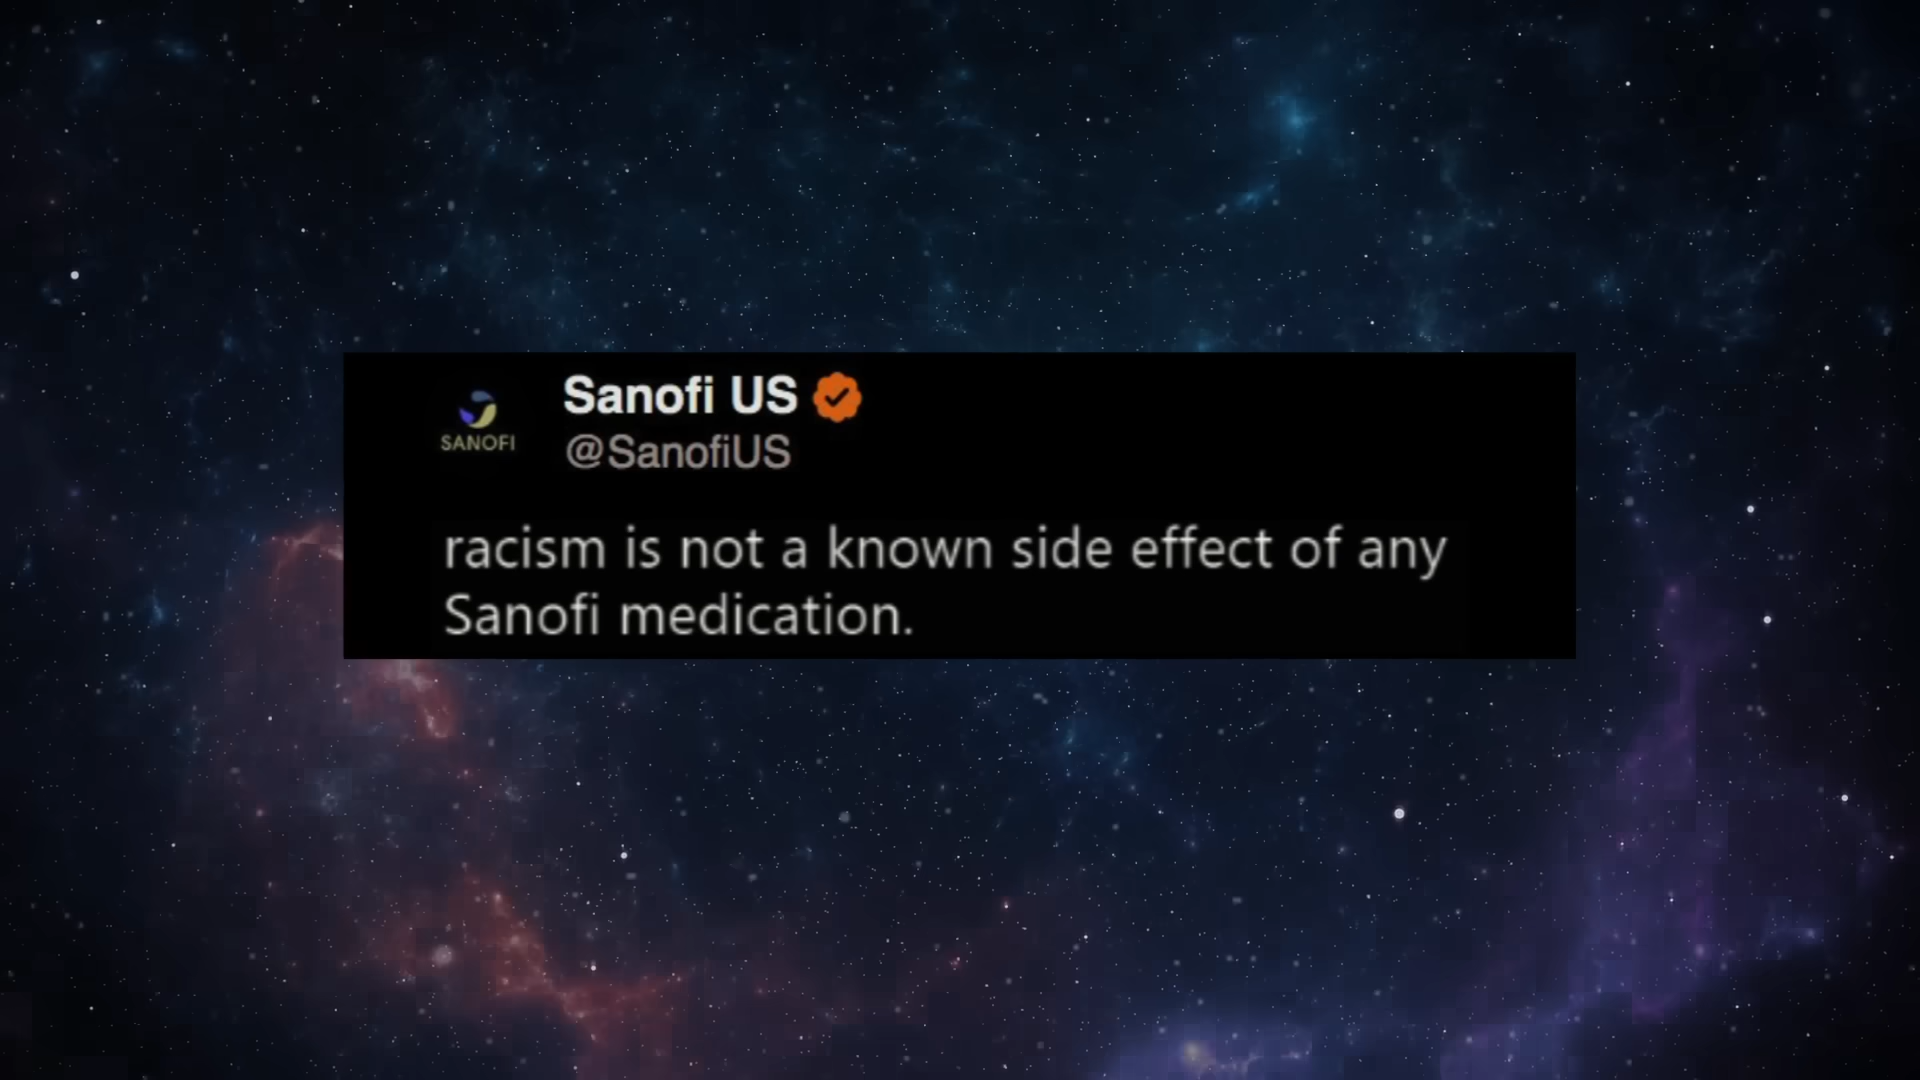 SANOFI
Sanofi US
@SanofiUS
racism is not a known side effect of any
Sanofi medication.